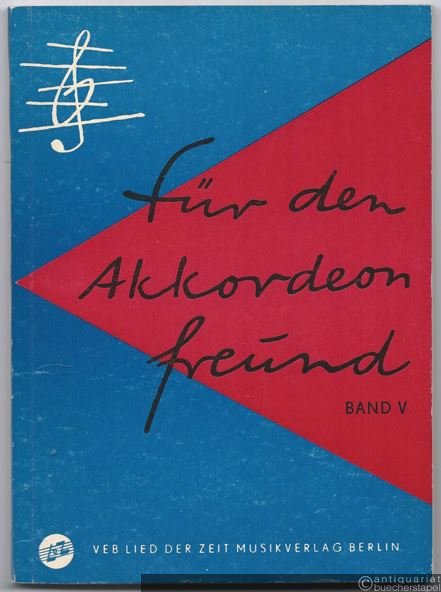 für den
Akkordeon
freund
BAND V
VEB LIED DER ZEIT MUSIKVERLAG BERLIN
© antiquariat
buecherstapel